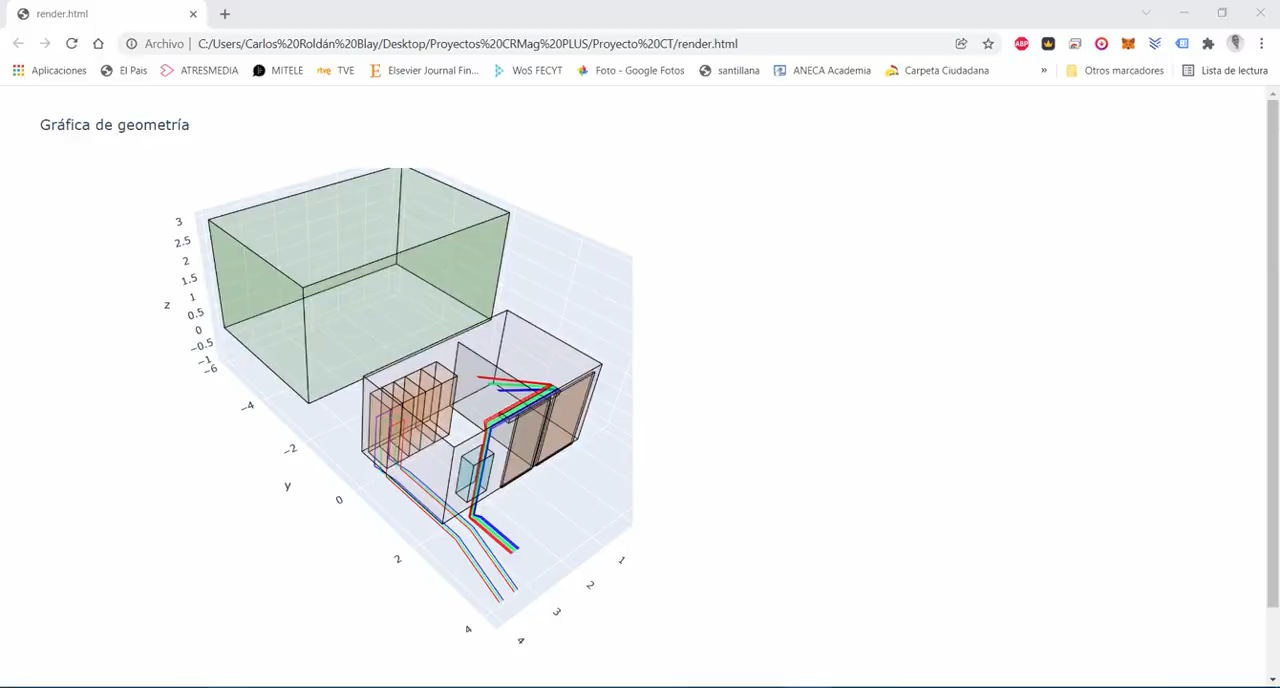 render.html
Archivo | C:/Users/Carlos%20Roldán%20Blay/Desktop/Proyectos%20CRMag%20PLUS/Proyecto%20CT/render.html
ABP
Aplicaciones El Pais ATRESMEDIA MITELE rtve TVE Elsevier Journal Fin... WoS FECYT Foto - Google Fotos santillana ANECA Academia Carpeta Ciudadana » Otros marcadores Lista de lectura
Gráfica de geometría
3
2.5
2
1.5
z
1
0.5
0
−0.5
−1
−6
−4
−2
y
0
2
4
1
2
3
4